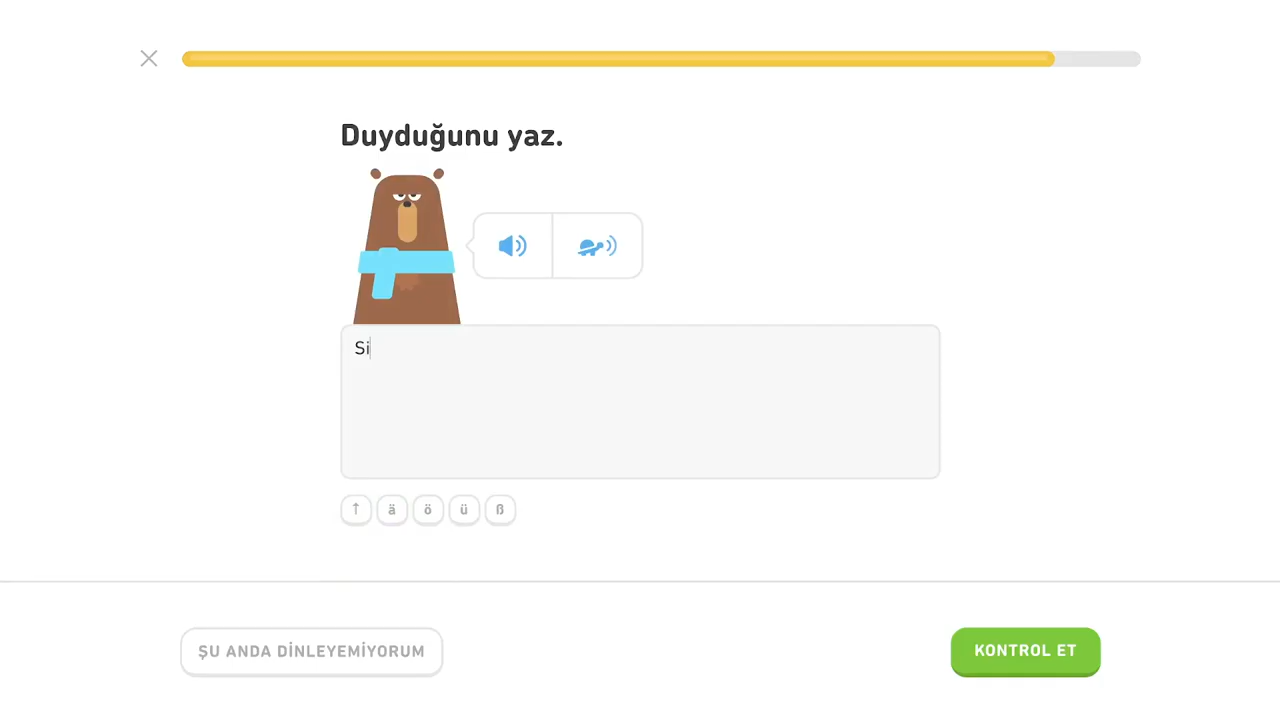 Duyduğunu yaz.
Si
↑ ä ö ü ß
ŞU ANDA DİNLEYEMİYORUM
KONTROL ET